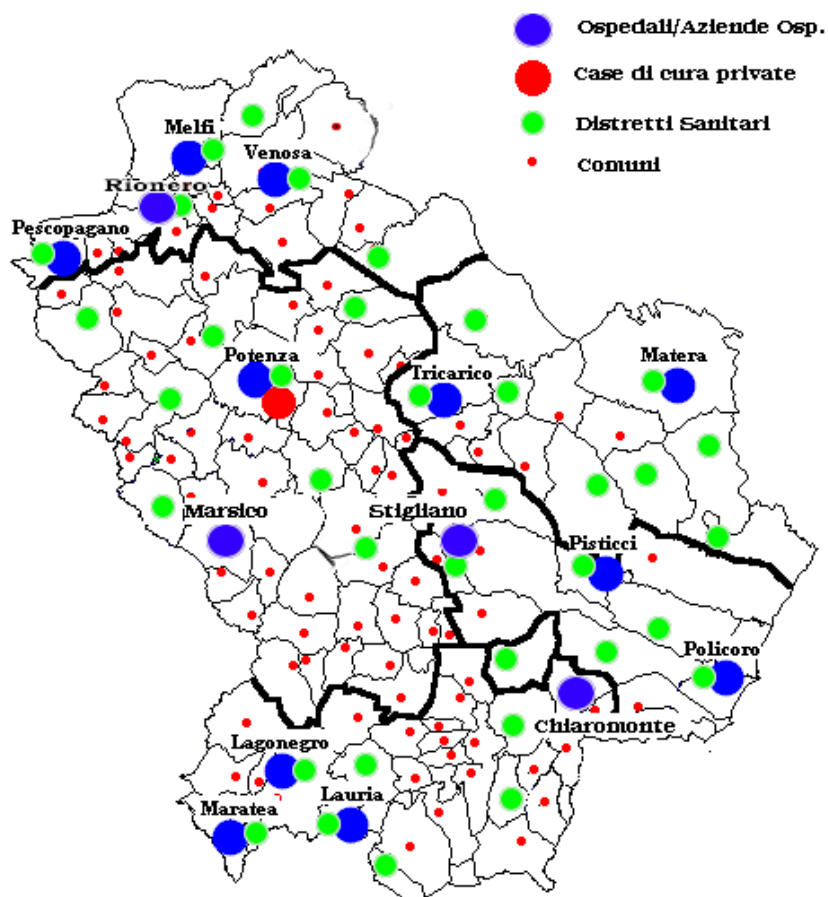 Ospedali/Aziende Osp.
Case di cura private
Distretti Sanitari
Comuni
Melfi
Venosa
Rionero
Pescopagano
Potenza
Tricarico
Matera
Marsico
Stigliano
Pisticci
Policoro
Chiaromonte
Lagonegro
Lauria
Maratea